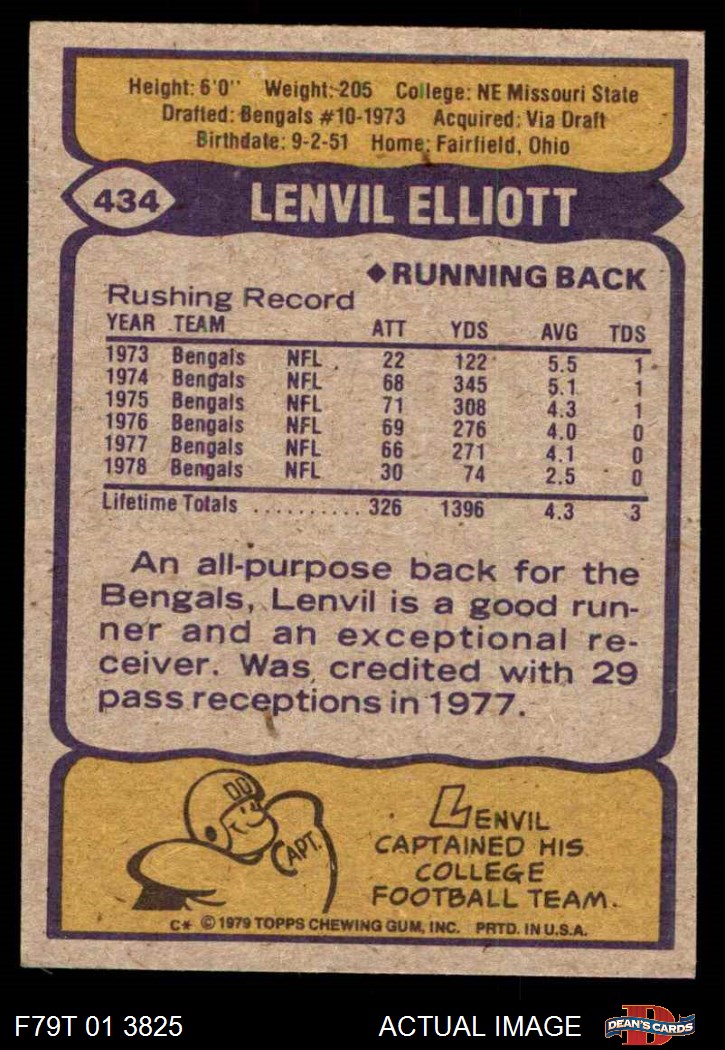 Height: 6'0'' Weight: 205 College: NE Missouri State
Drafted: Bengals #10-1973 Acquired: Via Draft
Birthdate: 9-2-51 Home: Fairfield, Ohio
434 LENVIL ELLIOTT
◆RUNNING BACK
Rushing Record
YEAR TEAM ATT YDS AVG TDS
1973 Bengals NFL 22 122 5.5 1
1974 Bengals NFL 68 345 5.1 1
1975 Bengals NFL 71 308 4.3 1
1976 Bengals NFL 69 276 4.0 0
1977 Bengals NFL 66 271 4.1 0
1978 Bengals NFL 30 74 2.5 0
Lifetime Totals .......... 326 1396 4.3 3
An all-purpose back for the
Bengals, Lenvil is a good run-
ner and an exceptional re-
ceiver. Was credited with 29
pass receptions in 1977.
00
CAPT.
LENVIL
CAPTAINED HIS
COLLEGE
FOOTBALL TEAM.
C* © 1979 TOPPS CHEWING GUM, INC. PRTD. IN U.S.A.
F79T 01 3825 ACTUAL IMAGE D DEAN'S CARDS